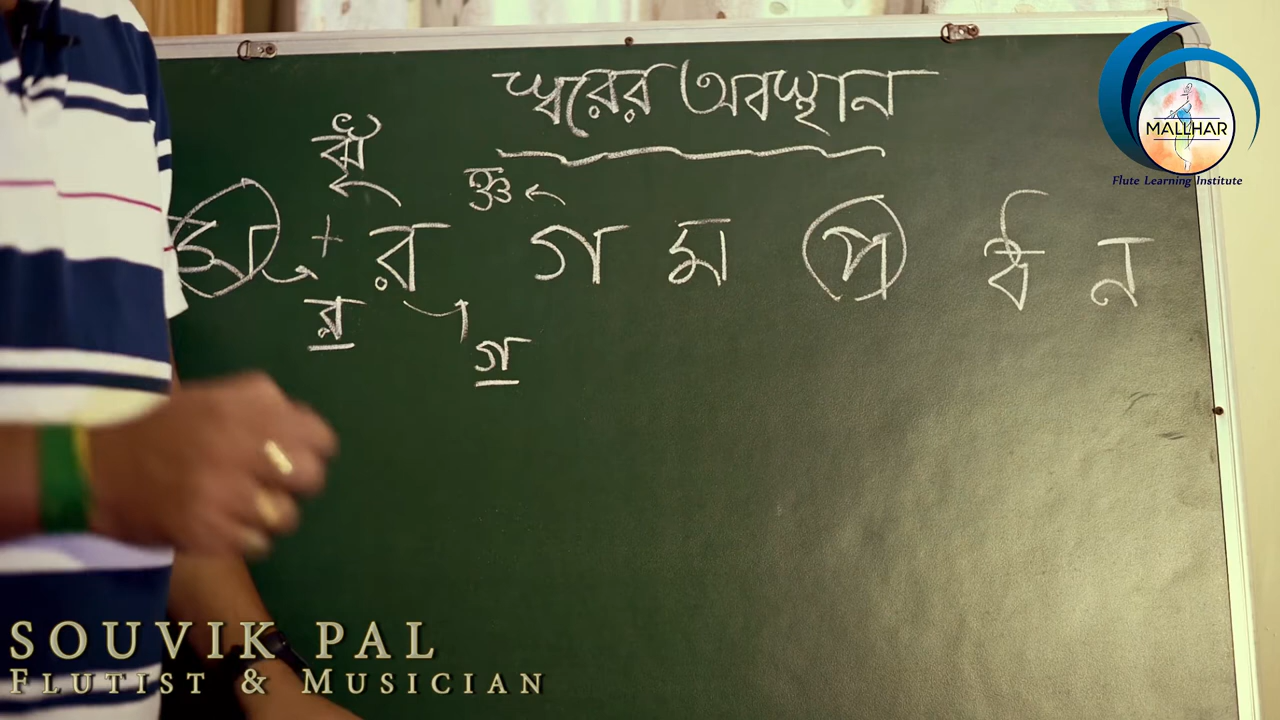 স্বরের অবস্থান
MALLHAR
Flute Learning Institute
ঋ
জ্ঞ ←
সা + র গ ম প ধ ন
র গ
SOUVIK PAL
FLUTIST & MUSICIAN